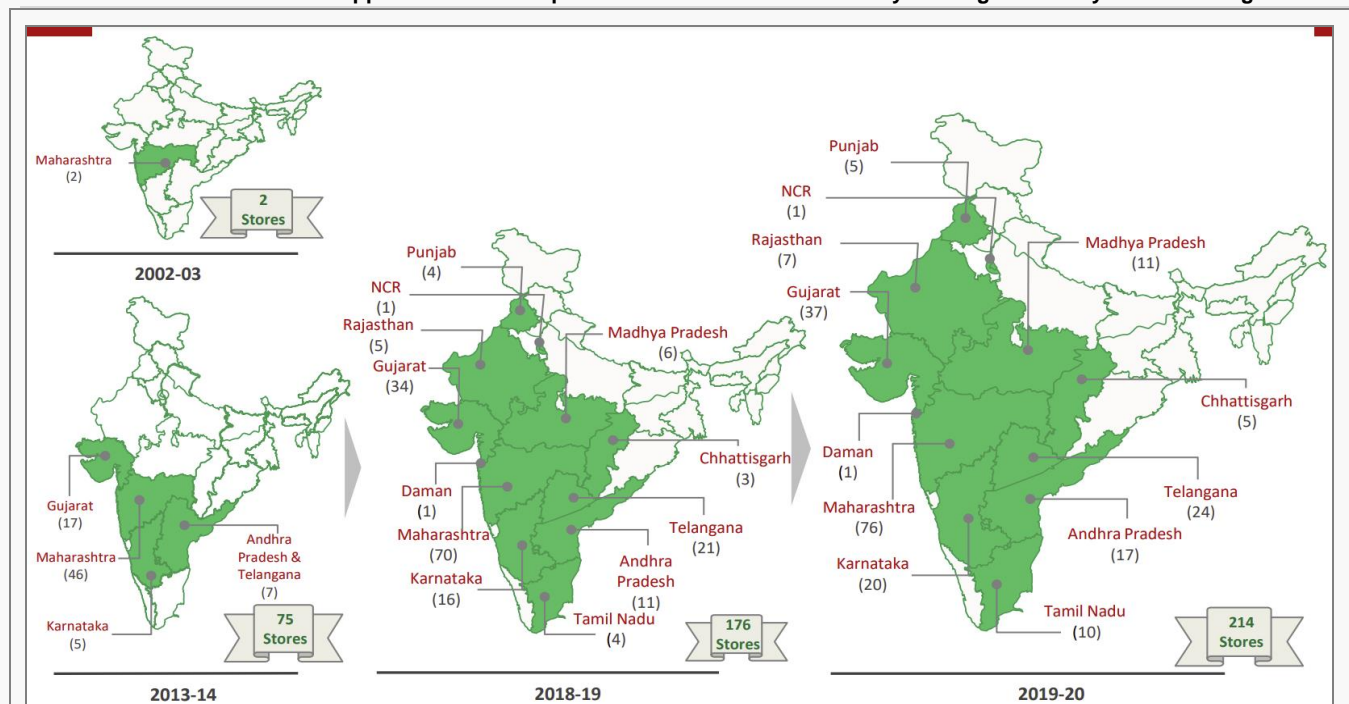 Maharashtra
(2)
2
Stores
2002-03
Gujarat
(17)
Maharashtra
(46)
Karnataka
(5)
Andhra
Pradesh &
Telangana
(7)
75
Stores
2013-14
Punjab
(4)
NCR
(1)
Rajasthan
(5)
Gujarat
(34)
Madhya Pradesh
(6)
Chhattisgarh
(3)
Daman
(1)
Maharashtra
(70)
Telangana
(21)
Karnataka
(16)
Andhra
Pradesh
(11)
Tamil Nadu
(4)
176
Stores
2018-19
Punjab
(5)
NCR
(1)
Rajasthan
(7)
Gujarat
(37)
Madhya Pradesh
(11)
Chhattisgarh
(5)
Daman
(1)
Maharashtra
(76)
Telangana
(24)
Andhra Pradesh
(17)
Karnataka
(20)
Tamil Nadu
(10)
214
Stores
2019-20